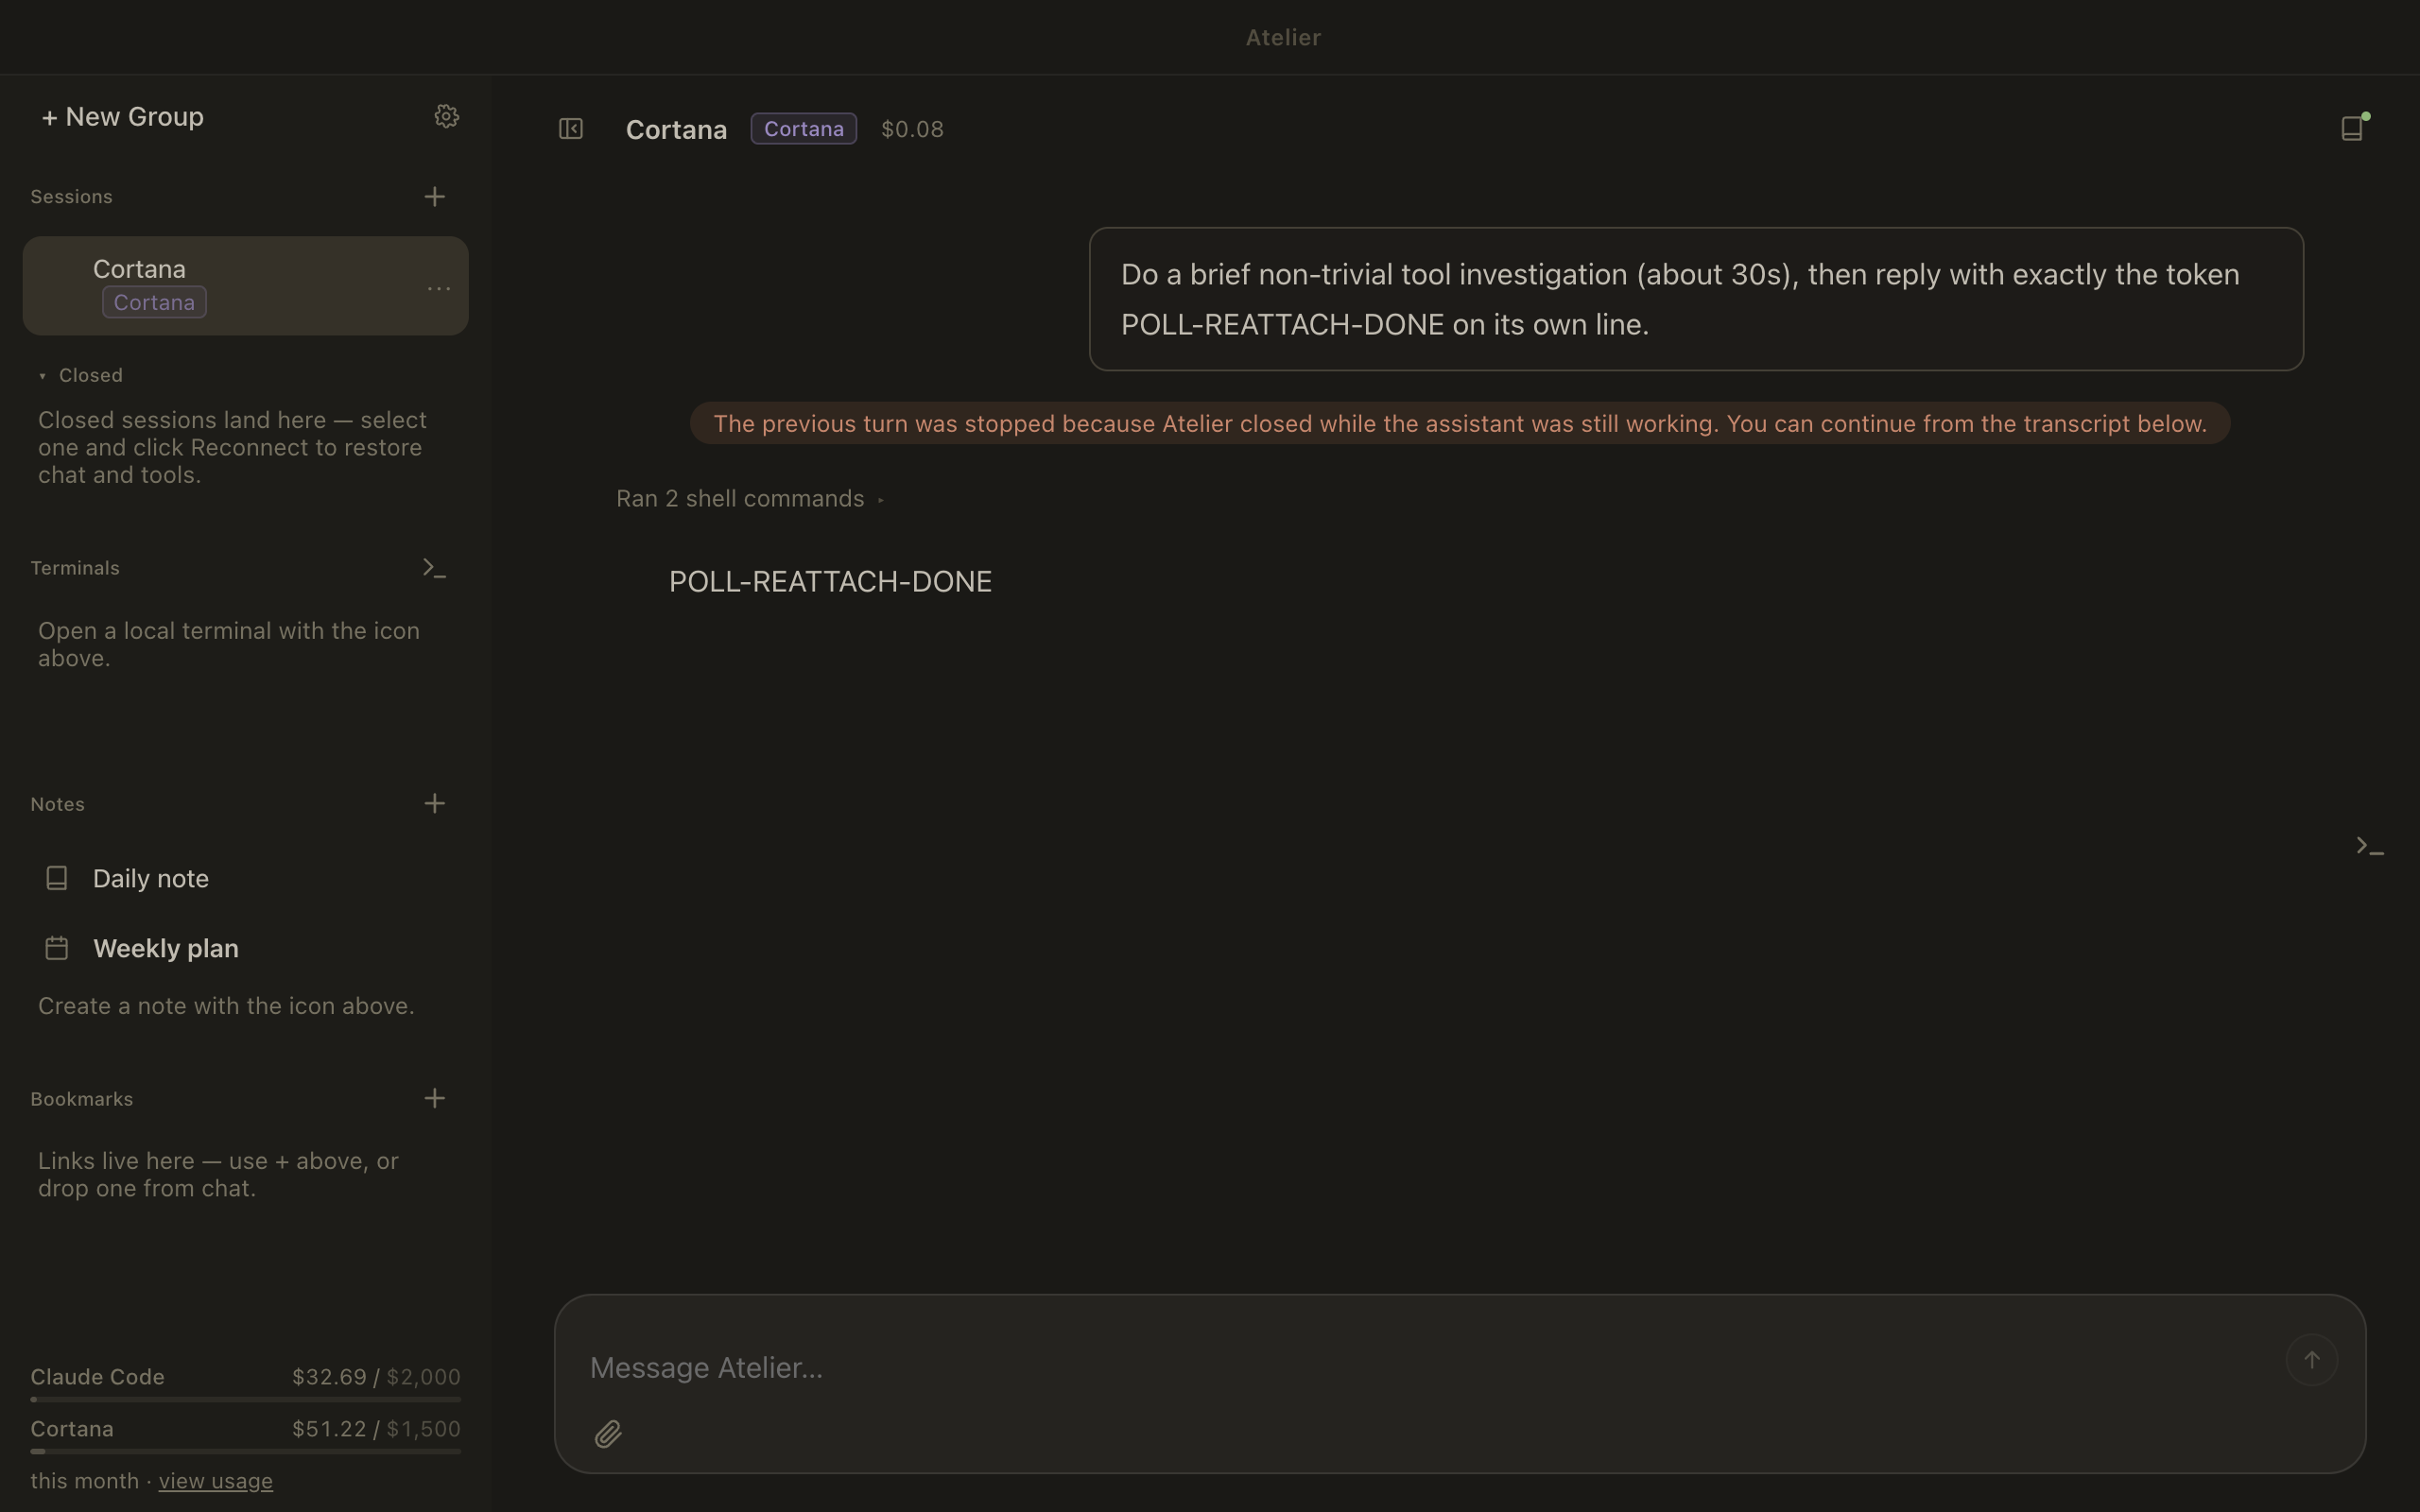 Atelier
+ New Group
Sessions
Cortana
Cortana
Closed
Closed sessions land here — select
one and click Reconnect to restore
chat and tools.
Terminals
Open a local terminal with the icon
above.
Notes
Daily note
Weekly plan
Create a note with the icon above.
Bookmarks
Links live here — use + above, or
drop one from chat.
Claude Code $32.69 / $2,000
Cortana $51.22 / $1,500
this month · view usage
Cortana Cortana $0.08
Do a brief non-trivial tool investigation (about 30s), then reply with exactly the token
POLL-REATTACH-DONE on its own line.
The previous turn was stopped because Atelier closed while the assistant was still working. You can continue from the transcript below.
Ran 2 shell commands
POLL-REATTACH-DONE
Message Atelier...